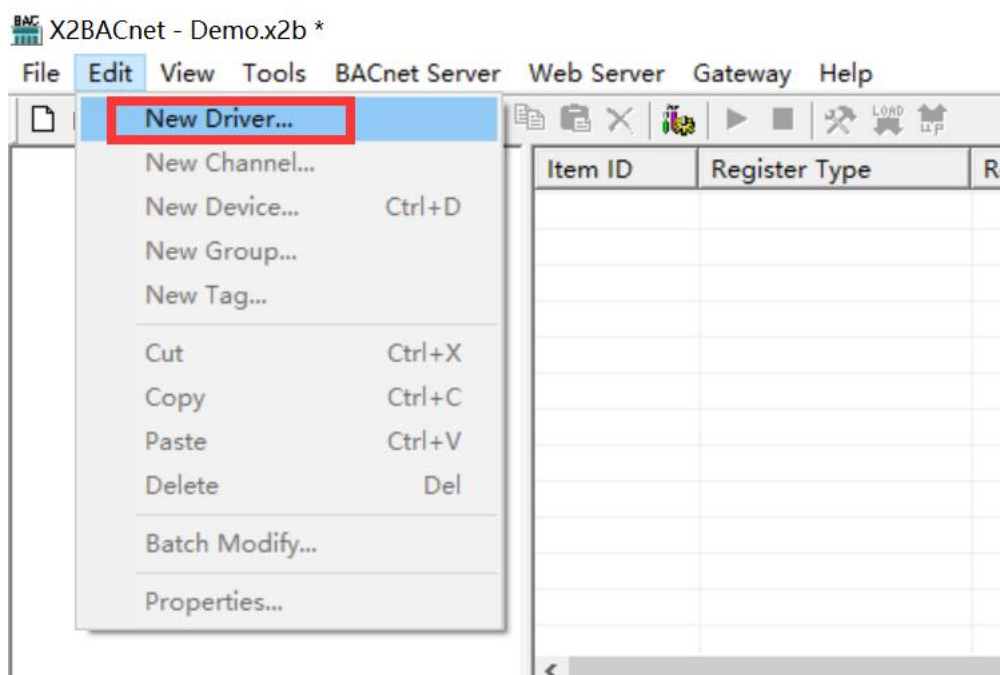 X2BACnet - Demo.x2b *
File Edit View Tools BACnet Server Web Server Gateway Help
New Driver...
New Channel...
New Device... Ctrl+D
New Group...
New Tag...
Cut Ctrl+X
Copy Ctrl+C
Paste Ctrl+V
Delete Del
Batch Modify...
Properties...
LOAD
UP
Item ID Register Type R